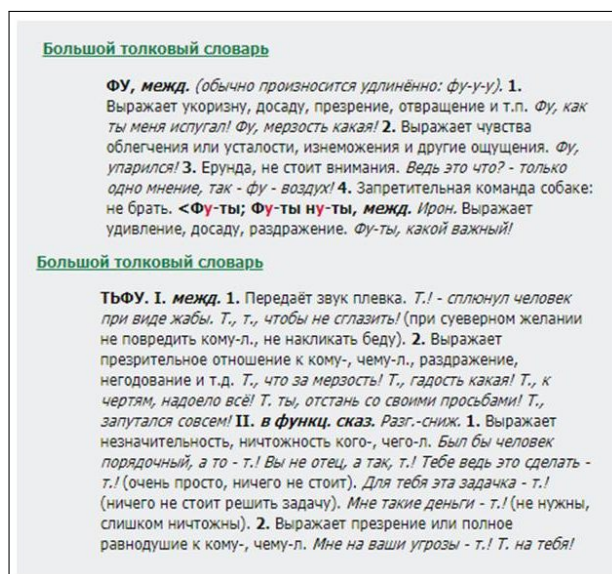 Большой толковый словарь
ФУ, межд. (обычно произносится удлинённо: фу-у-у). 1.
Выражает укоризну, досаду, презрение, отвращение и т.п. Фу, как
ты меня испугал! Фу, мерзость какая! 2. Выражает чувства
облегчения или усталости, изнеможения и другие ощущения. Фу,
упарился! 3. Ерунда, не стоит внимания. Ведь это что? - только
одно мнение, так - фу - воздух! 4. Запретительная команда собаке:
не брать. <Фу-ты; Фу-ты ну-ты, межд. Ирон. Выражает
удивление, досаду, раздражение. Фу-ты, какой важный!
Большой толковый словарь
ТЬФУ. I. межд. 1. Передаёт звук плевка. Т.! - сплюнул человек
при виде жабы. Т., т., чтобы не сглазить! (при суеверном желании
не повредить кому-л., не накликать беду). 2. Выражает
презрительное отношение к кому-, чему-л., раздражение,
негодование и т.д. Т., что за мерзость! Т., гадость какая! Т., к
чертям, надоело всё! Т. ты, отстань со своими просьбами! Т.,
запутался совсем! II. в функц. сказ. Разг.-сниж. 1. Выражает
незначительность, ничтожность кого-, чего-л. Был бы человек
порядочный, а то - т.! Вы не отец, а так, т.! Тебе ведь это сделать -
т.! (очень просто, ничего не стоит). Для тебя эта задачка - т.!
(ничего не стоит решить задачу). Мне такие деньги - т.! (не нужны,
слишком ничтожны). 2. Выражает презрение или полное
равнодушие к кому-, чему-л. Мне на ваши угрозы - т.! Т. на тебя!